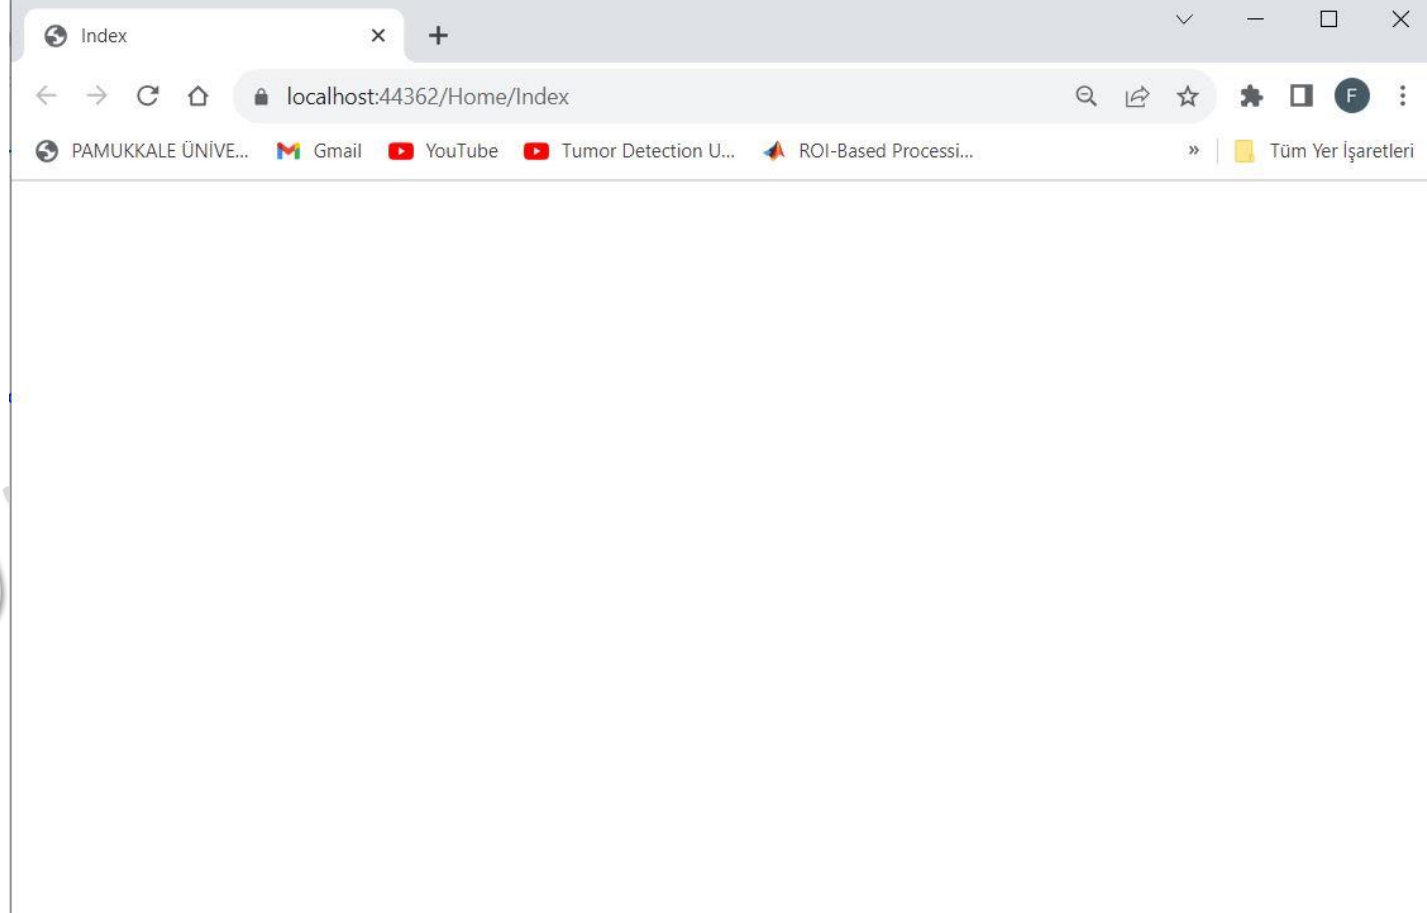 Index
localhost:44362/Home/Index
F
PAMUKKALE ÜNİVE... Gmail YouTube Tumor Detection U... ROI-Based Processi... » Tüm Yer İşaretleri